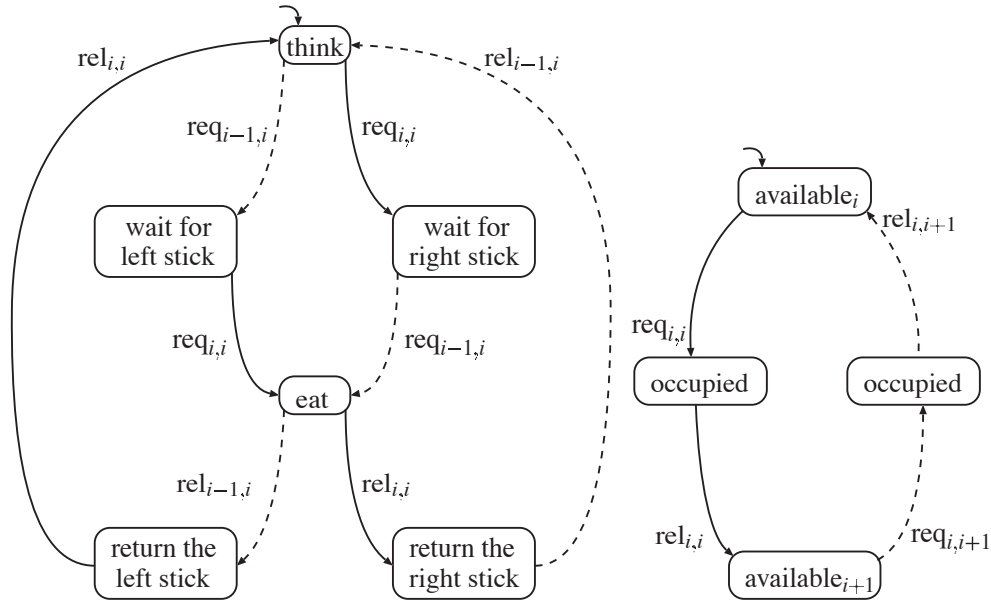 think
rel_{i,i}
rel_{i−1,i}
req_{i−1,i}
req_{i,i}
wait for
left stick
wait for
right stick
req_{i,i}
req_{i−1,i}
eat
rel_{i−1,i}
rel_{i,i}
return the
left stick
return the
right stick
available_i
rel_{i,i+1}
req_{i,i}
occupied
occupied
rel_{i,i}
req_{i,i+1}
available_{i+1}